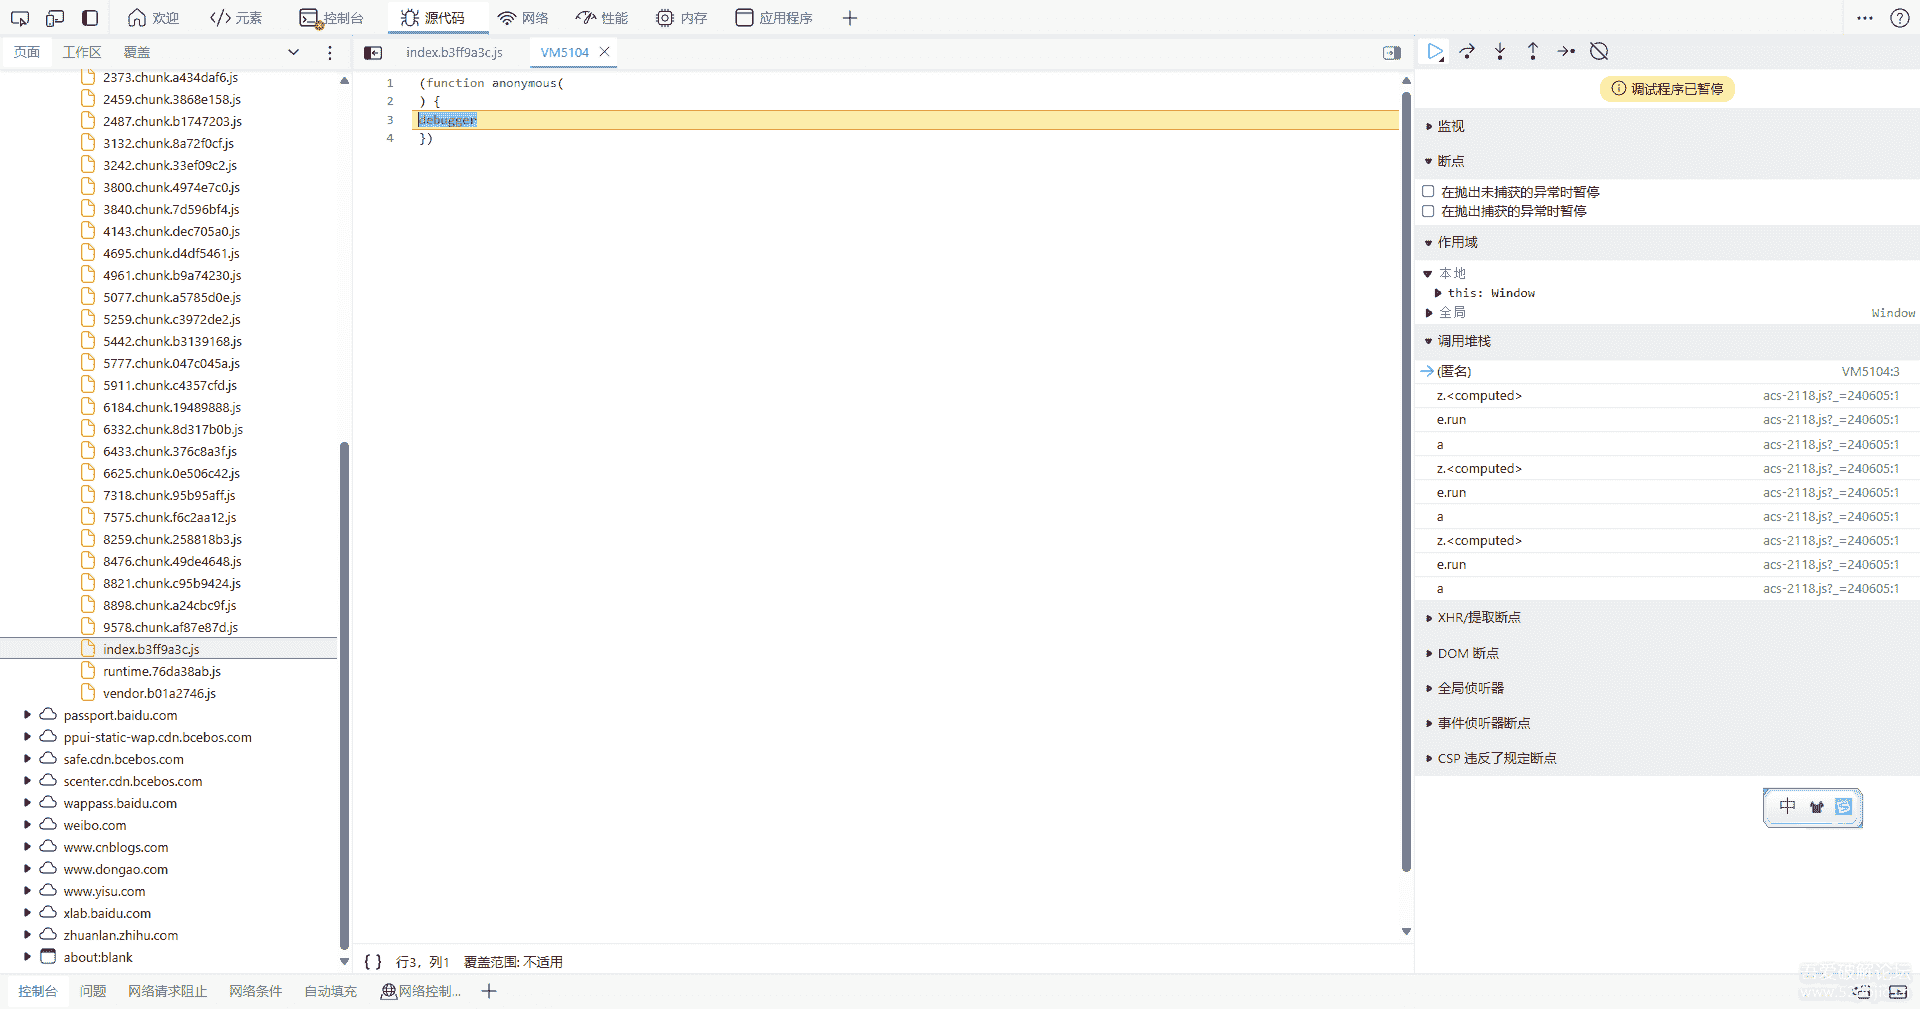 欢迎
元素
控制台
源代码
网络
性能
内存
应用程序
页面
工作区
覆盖
index.b3ff9a3c.js
VM5104
2373.chunk.a434daf6.js
2459.chunk.3868e158.js
2487.chunk.b1747203.js
3132.chunk.8a72f0cf.js
3242.chunk.33ef09c2.js
3800.chunk.4974e7c0.js
3840.chunk.7d596bf4.js
4143.chunk.dec705a0.js
4695.chunk.d4df5461.js
4961.chunk.b9a74230.js
5077.chunk.a5785d0e.js
5259.chunk.c3972de2.js
5442.chunk.b3139168.js
5777.chunk.047c045a.js
5911.chunk.c4357cfd.js
6184.chunk.19489888.js
6332.chunk.8d317b0b.js
6433.chunk.376c8a3f.js
6625.chunk.0e506c42.js
7318.chunk.95b95aff.js
7575.chunk.f6c2aa12.js
8259.chunk.258818b3.js
8476.chunk.49de4648.js
8821.chunk.c95b9424.js
8898.chunk.a24cbc9f.js
9578.chunk.af87e87d.js
index.b3ff9a3c.js
runtime.76da38ab.js
vendor.b01a2746.js
passport.baidu.com
ppui-static-wap.cdn.bcebos.com
safe.cdn.bcebos.com
scenter.cdn.bcebos.com
wappass.baidu.com
weibo.com
www.cnblogs.com
www.dongao.com
www.yisu.com
xlab.baidu.com
zhuanlan.zhihu.com
about:blank
1 (function anonymous(
2 ) {
3 debugger
4 })
{ } 行3，列1 覆盖范围: 不适用
调试程序已暂停
监视
断点
在抛出未捕获的异常时暂停
在抛出捕获的异常时暂停
作用域
本地
this: Window
全局 Window
调用堆栈
(匿名) VM5104:3
z.<computed> acs-2118.js?_=240605:1
e.run acs-2118.js?_=240605:1
a acs-2118.js?_=240605:1
z.<computed> acs-2118.js?_=240605:1
e.run acs-2118.js?_=240605:1
a acs-2118.js?_=240605:1
z.<computed> acs-2118.js?_=240605:1
e.run acs-2118.js?_=240605:1
a acs-2118.js?_=240605:1
XHR/提取断点
DOM 断点
全局侦听器
事件侦听器断点
CSP 违反了规定断点
中
控制台
问题
网络请求阻止
网络条件
自动填充
网络控制...